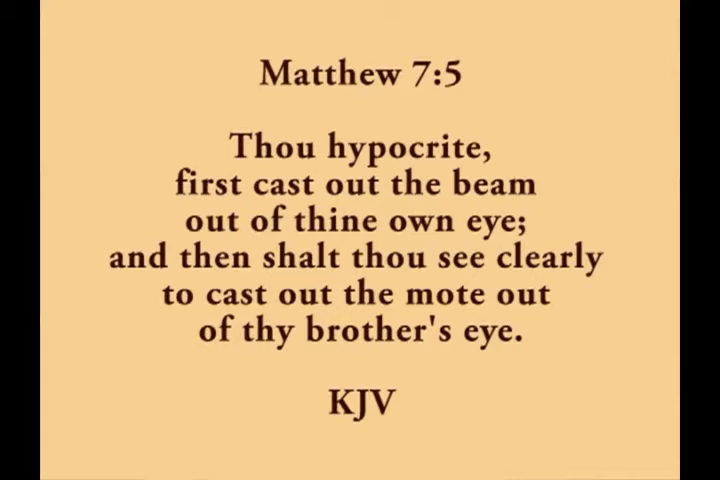 Matthew 7:5
Thou hypocrite,
first cast out the beam
out of thine own eye;
and then shalt thou see clearly
to cast out the mote out
of thy brother's eye.
KJV